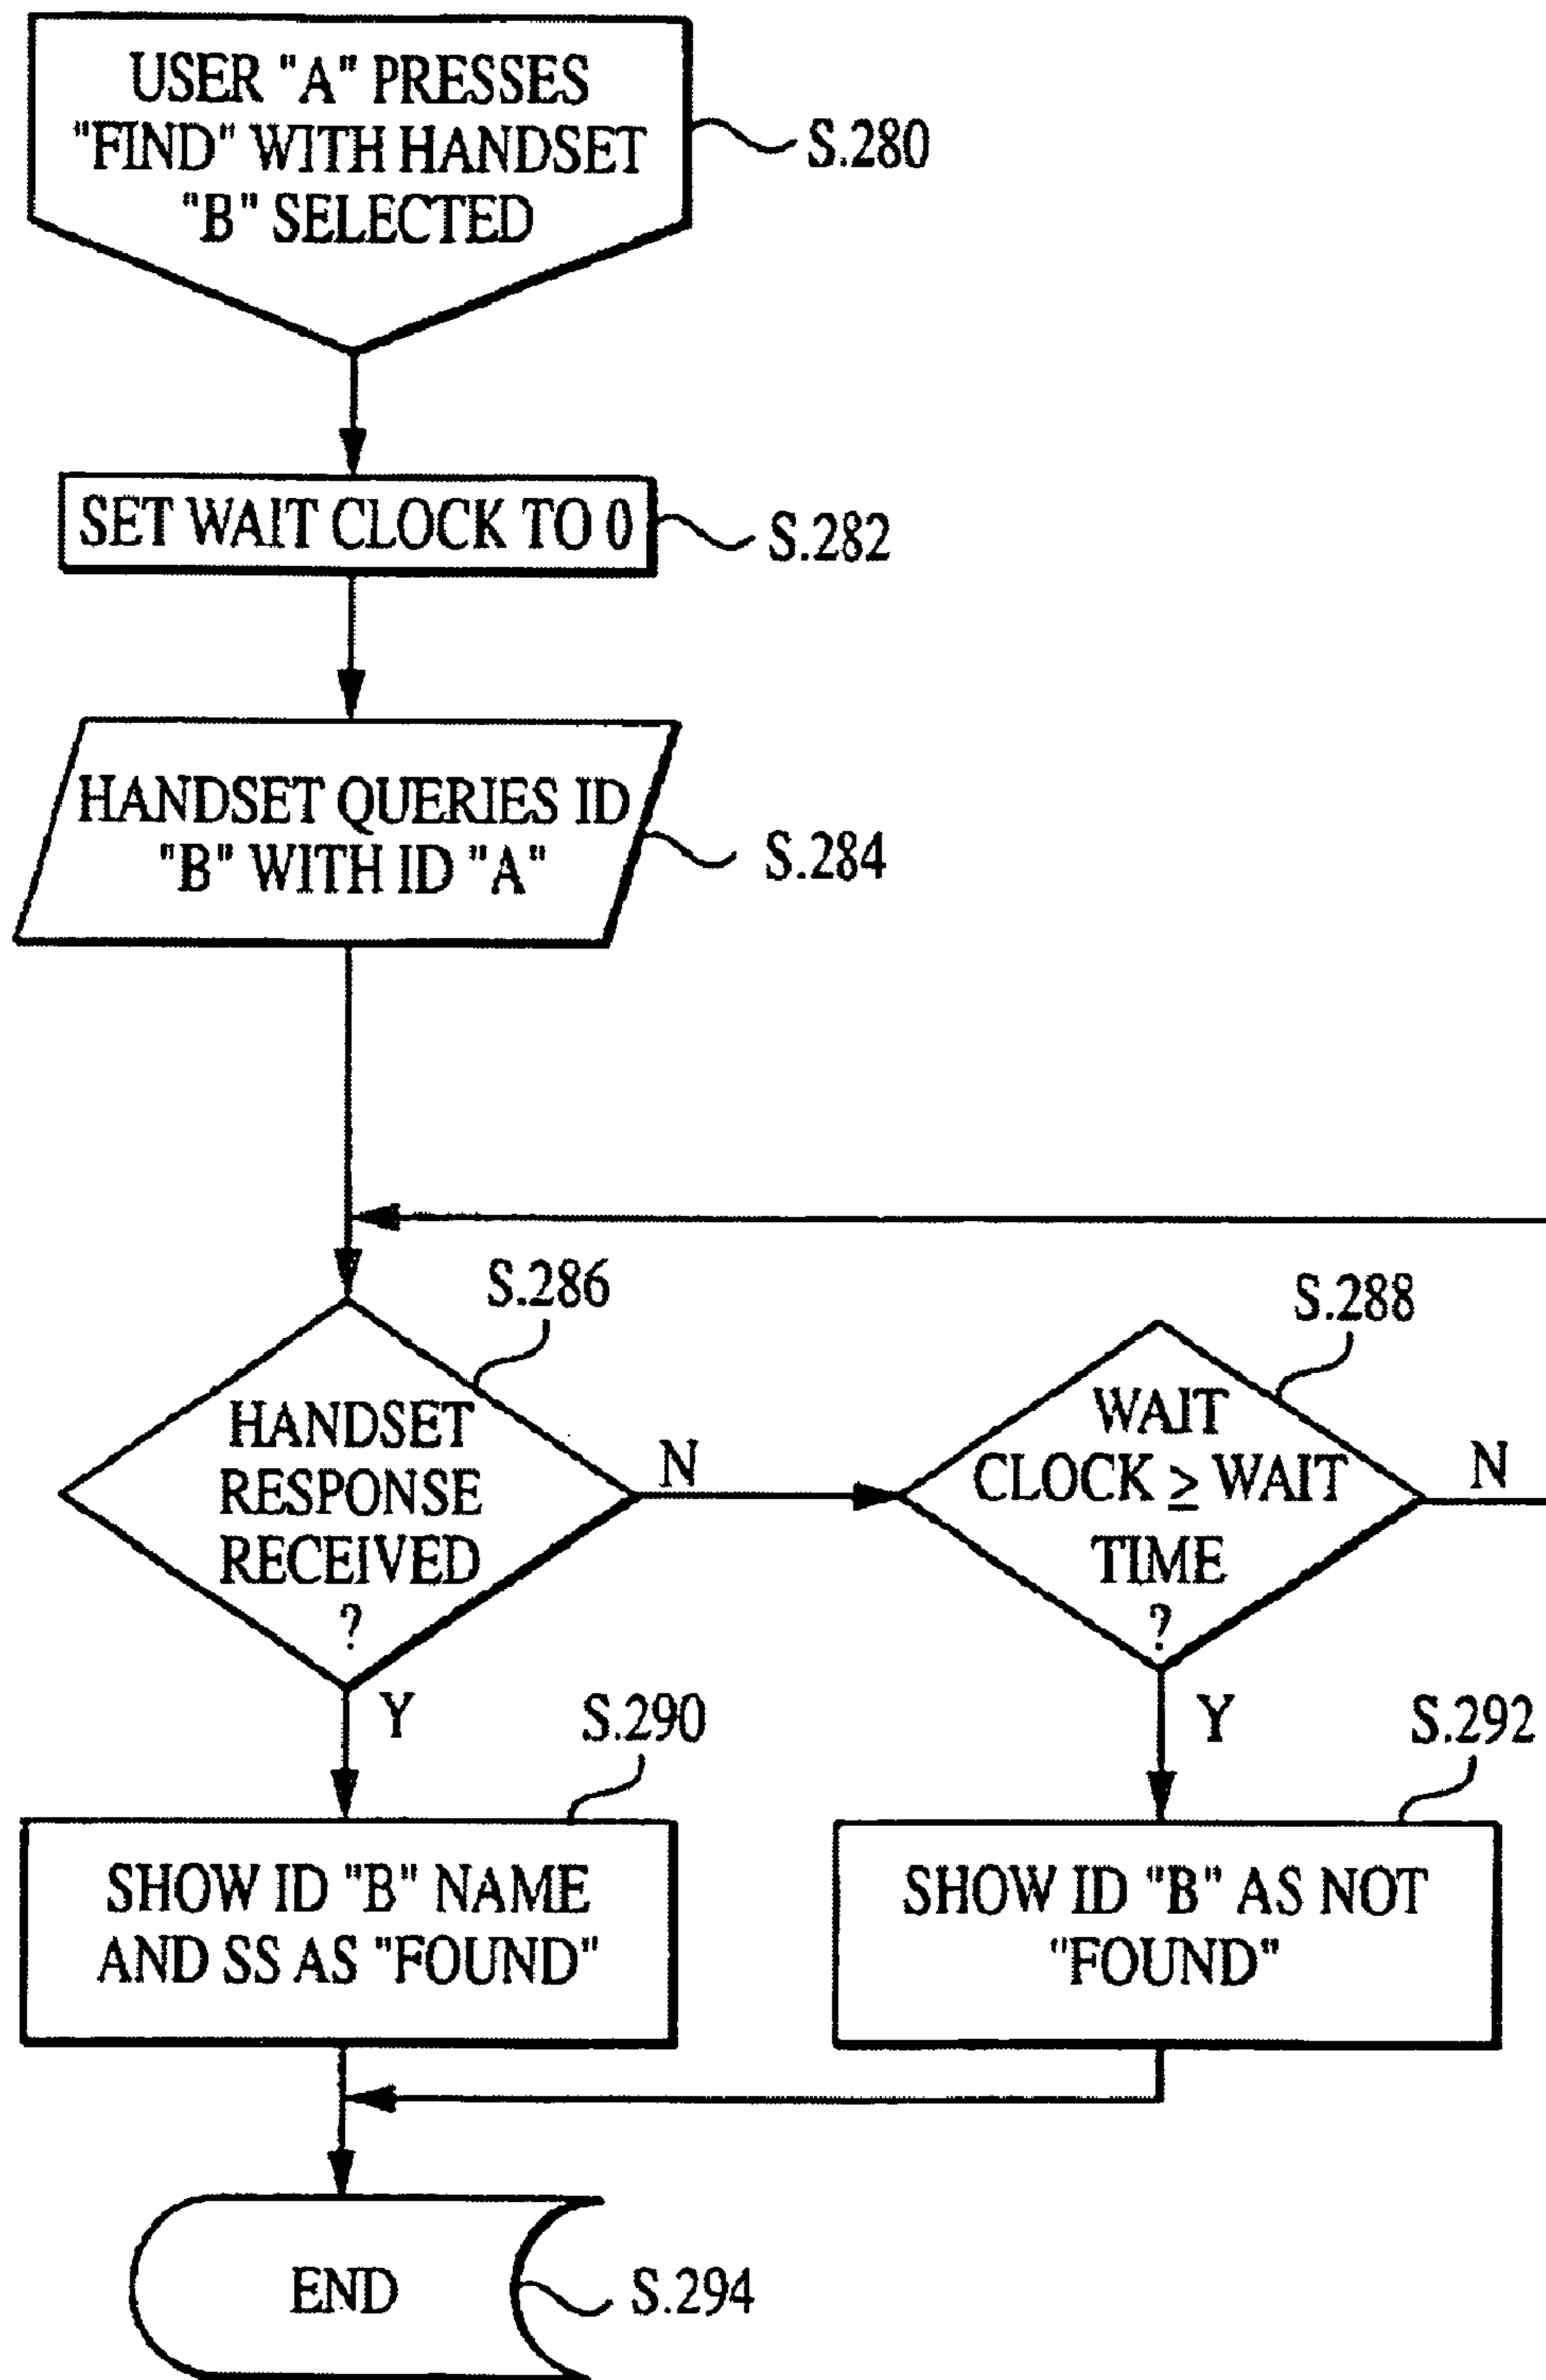 USER "A" PRESSES
"FIND" WITH HANDSET
"B" SELECTED
S.280
SET WAIT CLOCK TO 0
S.282
HANDSET QUERIES ID
"B" WITH ID "A"
S.284
S.286
HANDSET
RESPONSE
RECEIVED
?
N
Y
S.288
WAIT
CLOCK ≥ WAIT
TIME
?
N
Y
S.290
SHOW ID "B" NAME
AND SS AS "FOUND"
S.292
SHOW ID "B" AS NOT
"FOUND"
END
S.294